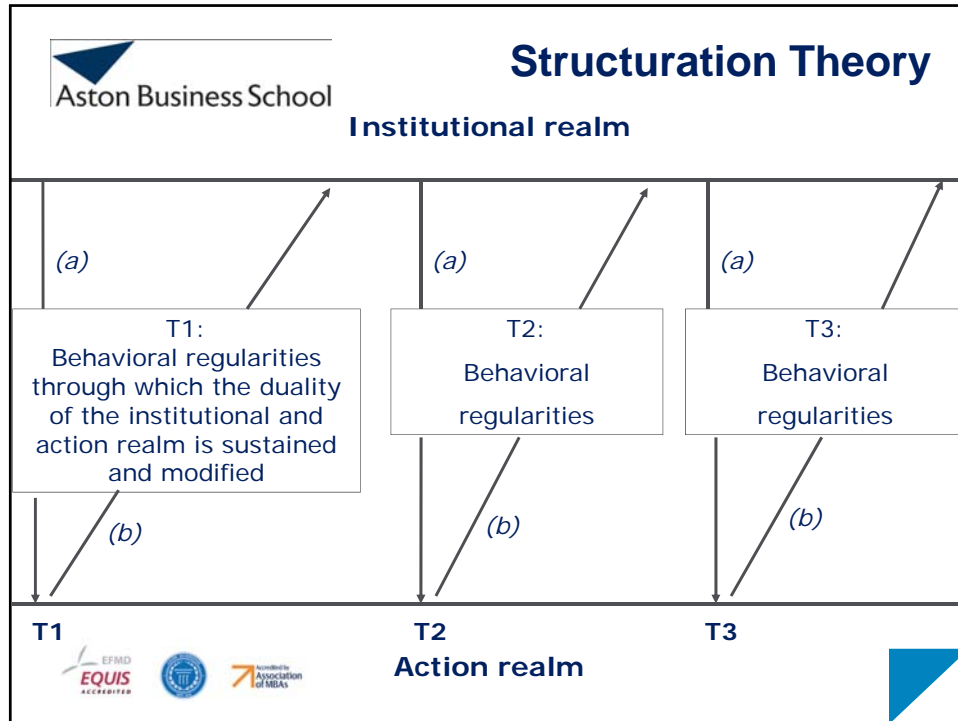 Structuration Theory
Aston Business School
Institutional realm
(a)
(a)
(a)
T1:
Behavioral regularities
through which the duality
of the institutional and
action realm is sustained
and modified
T2:
Behavioral
regularities
T3:
Behavioral
regularities
(b)
(b)
(b)
T1
T2
T3
Action realm
EFMD
EQUIS
ACCREDITED
Accredited by
Association
of MBAs